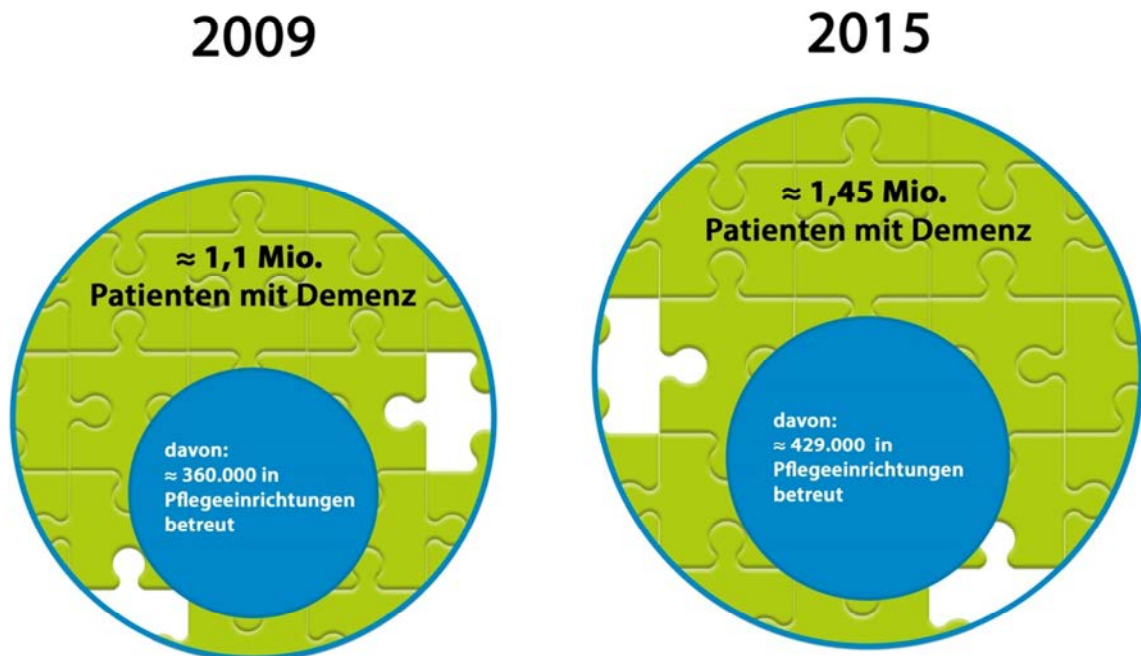 2009
≈ 1,1 Mio.
Patienten mit Demenz
davon:
≈ 360.000 in
Pflegeeinrichtungen
betreut
2015
≈ 1,45 Mio.
Patienten mit Demenz
davon:
≈ 429.000 in
Pflegeeinrichtungen
betreut